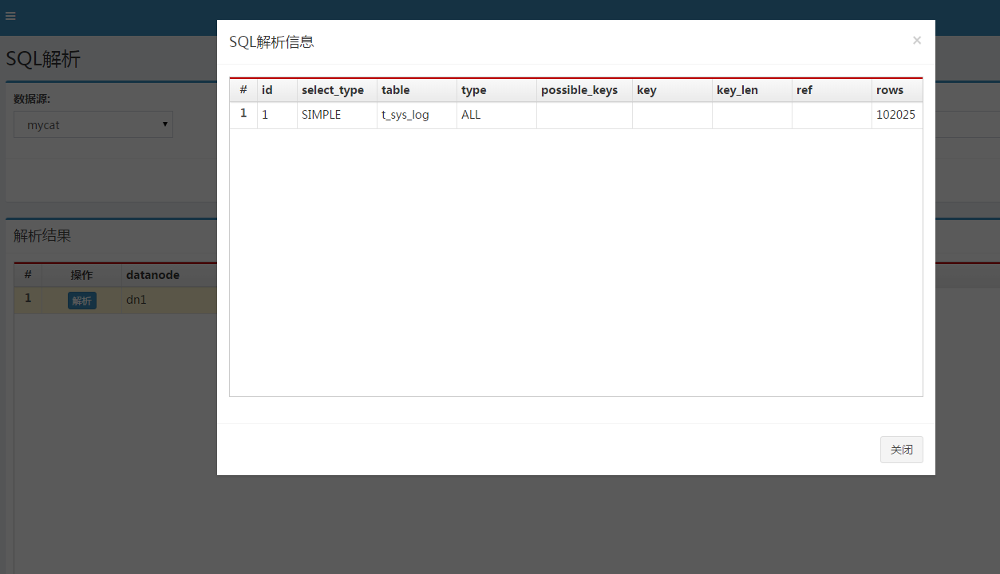 SQL解析信息
×
# id select_type table type possible_keys key key_len ref rows
1 1 SIMPLE t_sys_log ALL 102025
关闭
SQL解析
数据源:
mycat
解析结果
# 操作 datanode
1 解析 dn1